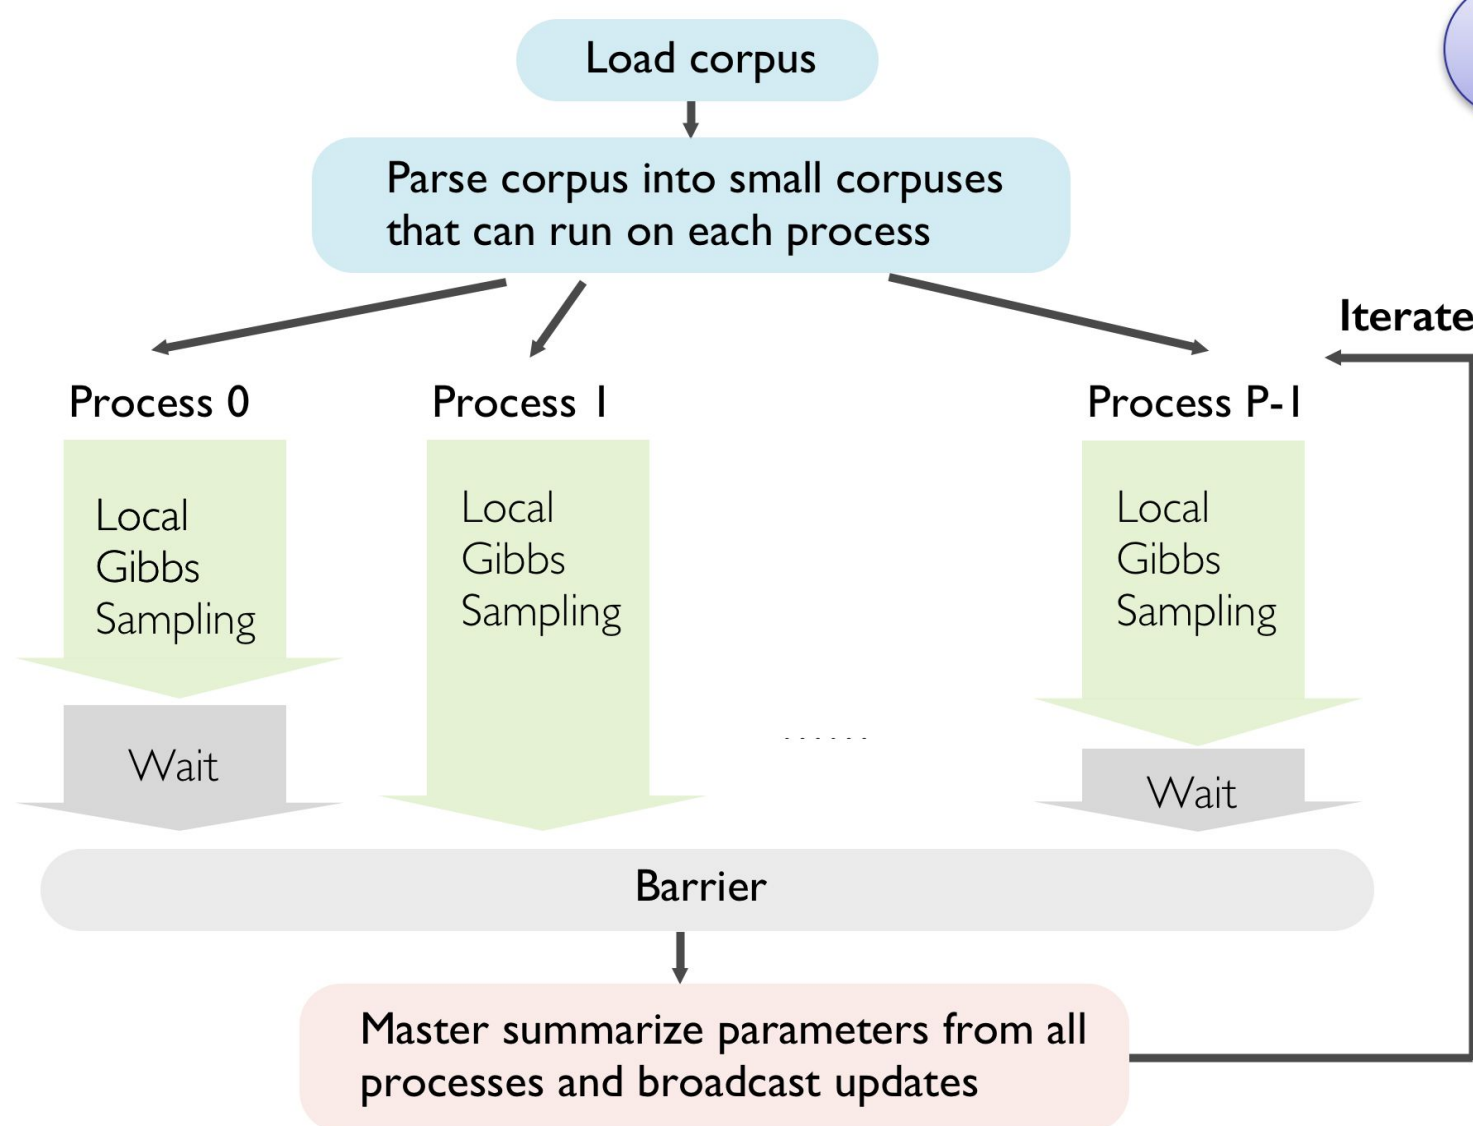 Load corpus
Parse corpus into small corpuses
that can run on each process
Iterate
Process 0
Process 1
Process P-1
Local
Gibbs
Sampling
Local
Gibbs
Sampling
Local
Gibbs
Sampling
......
Wait
Wait
Barrier
Master summarize parameters from all
processes and broadcast updates